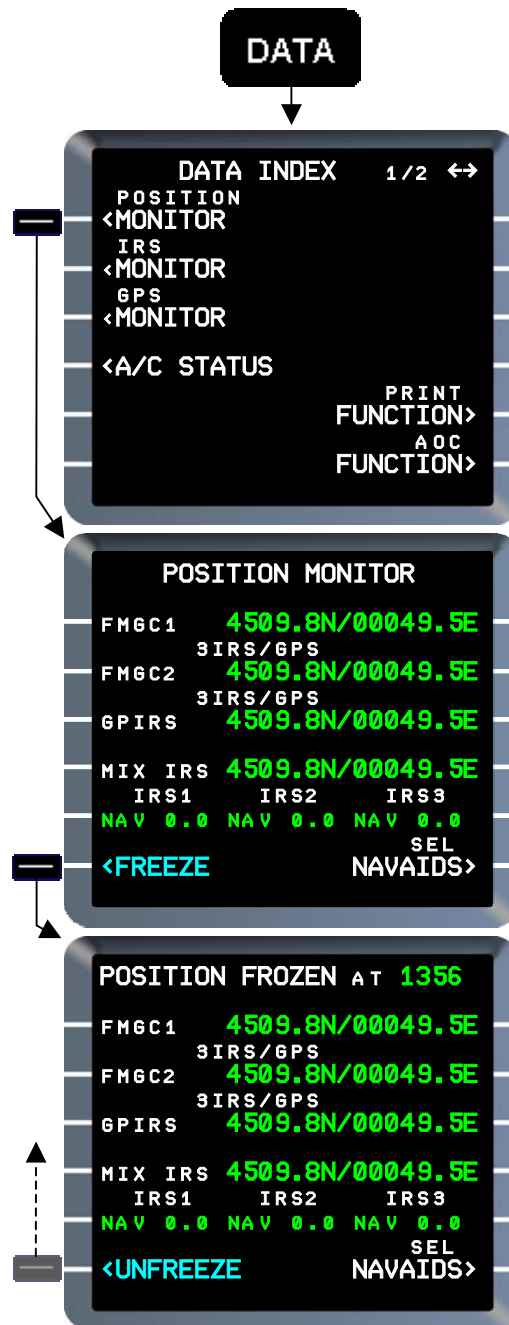 DATA
DATA INDEX 1/2 ←→
POSITION
<MONITOR
IRS
<MONITOR
GPS
<MONITOR
<A/C STATUS
PRINT
FUNCTION>
AOC
FUNCTION>
POSITION MONITOR
FMGC1 4509.8N/00049.5E
3IRS/GPS
FMGC2 4509.8N/00049.5E
3IRS/GPS
GPIRS 4509.8N/00049.5E
MIX IRS 4509.8N/00049.5E
IRS1 IRS2 IRS3
NAV 0.0 NAV 0.0 NAV 0.0
SEL
<FREEZE NAVAIDS>
POSITION FROZEN AT 1356
FMGC1 4509.8N/00049.5E
3IRS/GPS
FMGC2 4509.8N/00049.5E
3IRS/GPS
GPIRS 4509.8N/00049.5E
MIX IRS 4509.8N/00049.5E
IRS1 IRS2 IRS3
NAV 0.0 NAV 0.0 NAV 0.0
SEL
<UNFREEZE NAVAIDS>